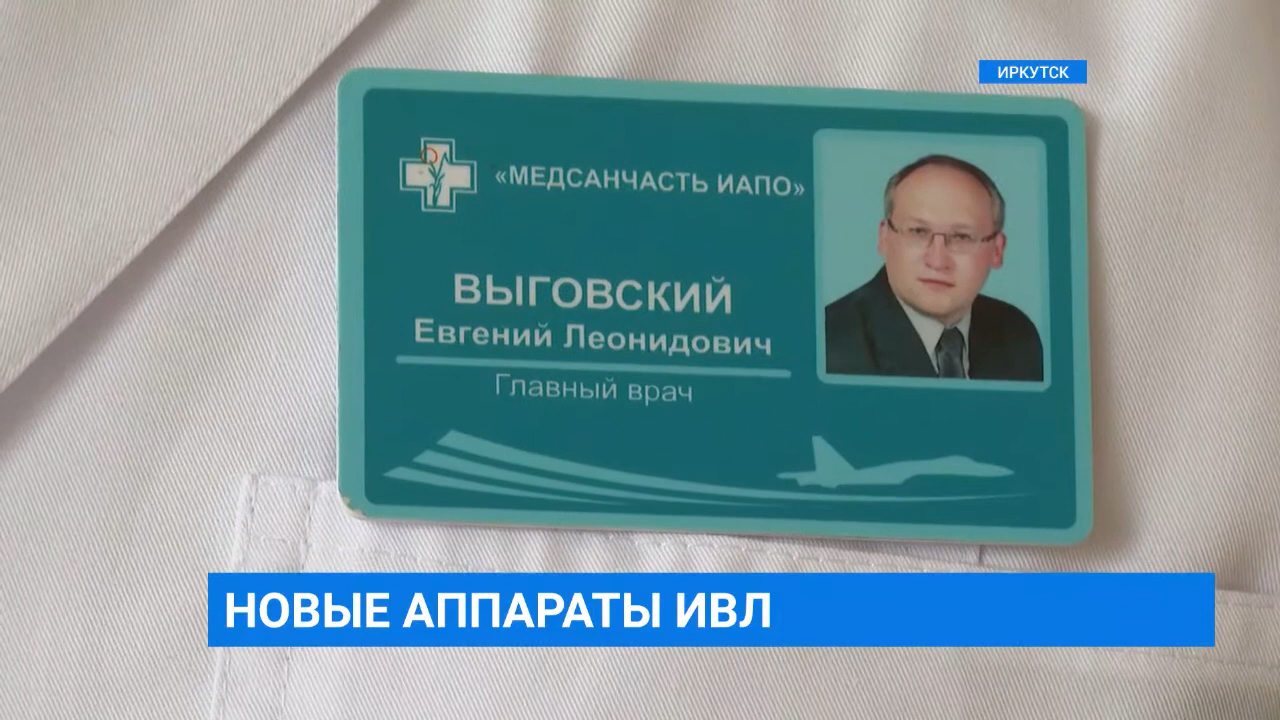 ИРКУТСК
«МЕДСАНЧАСТЬ ИАПО»
ВЫГОВСКИЙ
Евгений Леонидович
Главный врач
НОВЫЕ АППАРАТЫ ИВЛ